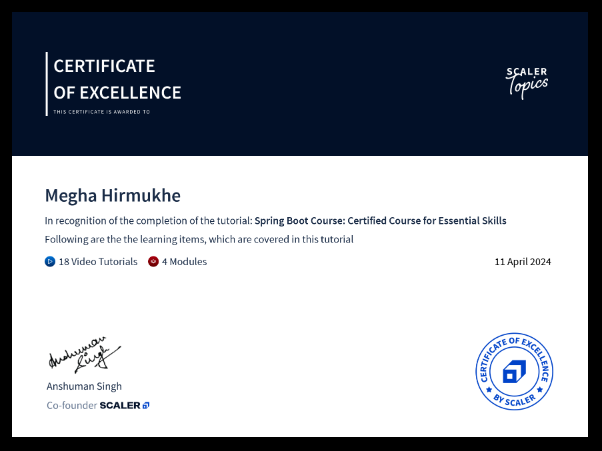 CERTIFICATE
OF EXCELLENCE
THIS CERTIFICATE IS AWARDED TO
SCALER
Topics
Megha Hirmukhe
In recognition of the completion of the tutorial: Spring Boot Course: Certified Course for Essential Skills
Following are the the learning items, which are covered in this tutorial
18 Video Tutorials 4 Modules 11 April 2024
Anshuman
Singh
Anshuman Singh
Co-founder SCALER
CERTIFICATE OF EXCELLENCE
BY SCALER